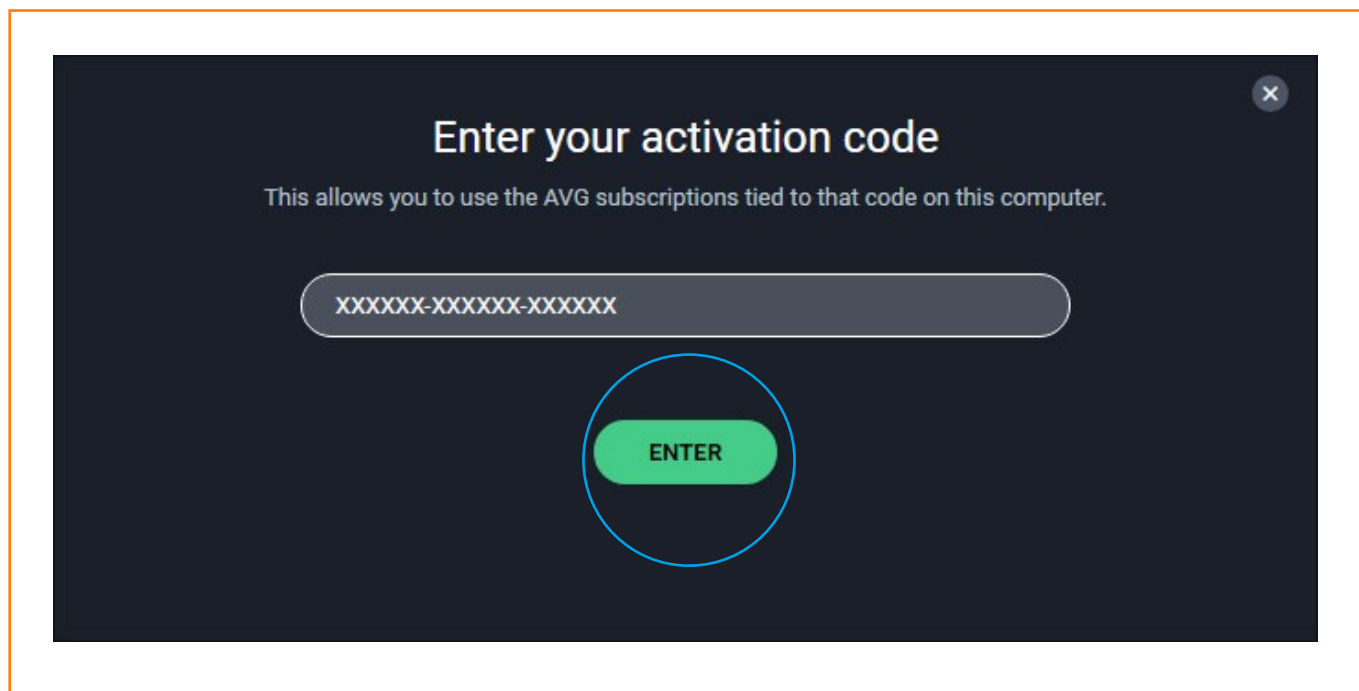 Enter your activation code
This allows you to use the AVG subscriptions tied to that code on this computer.
XXXXXX-XXXXXX-XXXXXX
ENTER